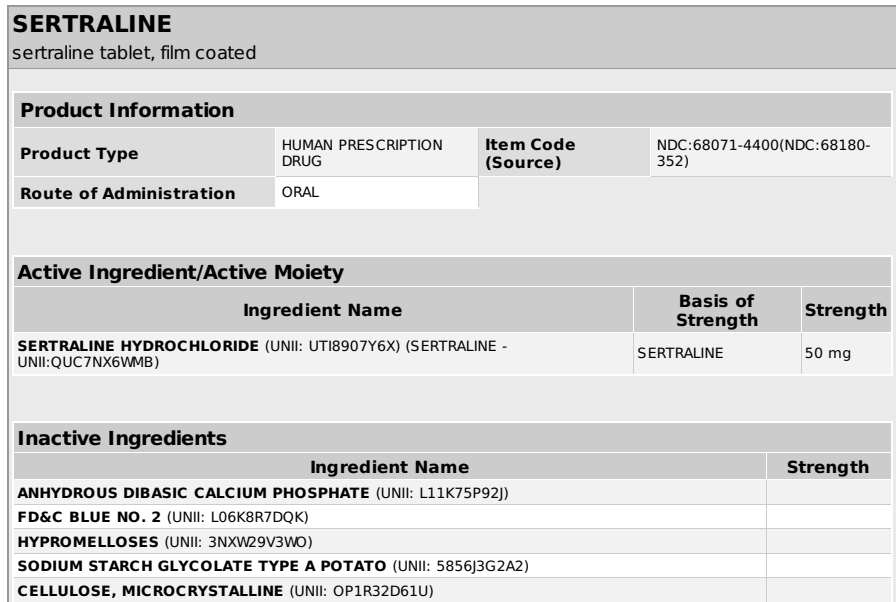 SERTRALINE
sertraline tablet, film coated
Product Information
Product Type
HUMAN PRESCRIPTION
DRUG
Item Code
(Source)
NDC:68071-4400(NDC:68180-
352)
Route of Administration
ORAL
Active Ingredient/Active Moiety
Ingredient Name
Basis of
Strength
Strength
SERTRALINE HYDROCHLORIDE (UNII: UTI8907Y6X) (SERTRALINE -
UNII:QUC7NX6WMB)
SERTRALINE
50 mg
Inactive Ingredients
Ingredient Name
Strength
ANHYDROUS DIBASIC CALCIUM PHOSPHATE (UNII: L11K75P92J)
FD&C BLUE NO. 2 (UNII: L06K8R7DQK)
HYPROMELLOSES (UNII: 3NXW29V3WO)
SODIUM STARCH GLYCOLATE TYPE A POTATO (UNII: 5856J3G2A2)
CELLULOSE, MICROCRYSTALLINE (UNII: OP1R32D61U)